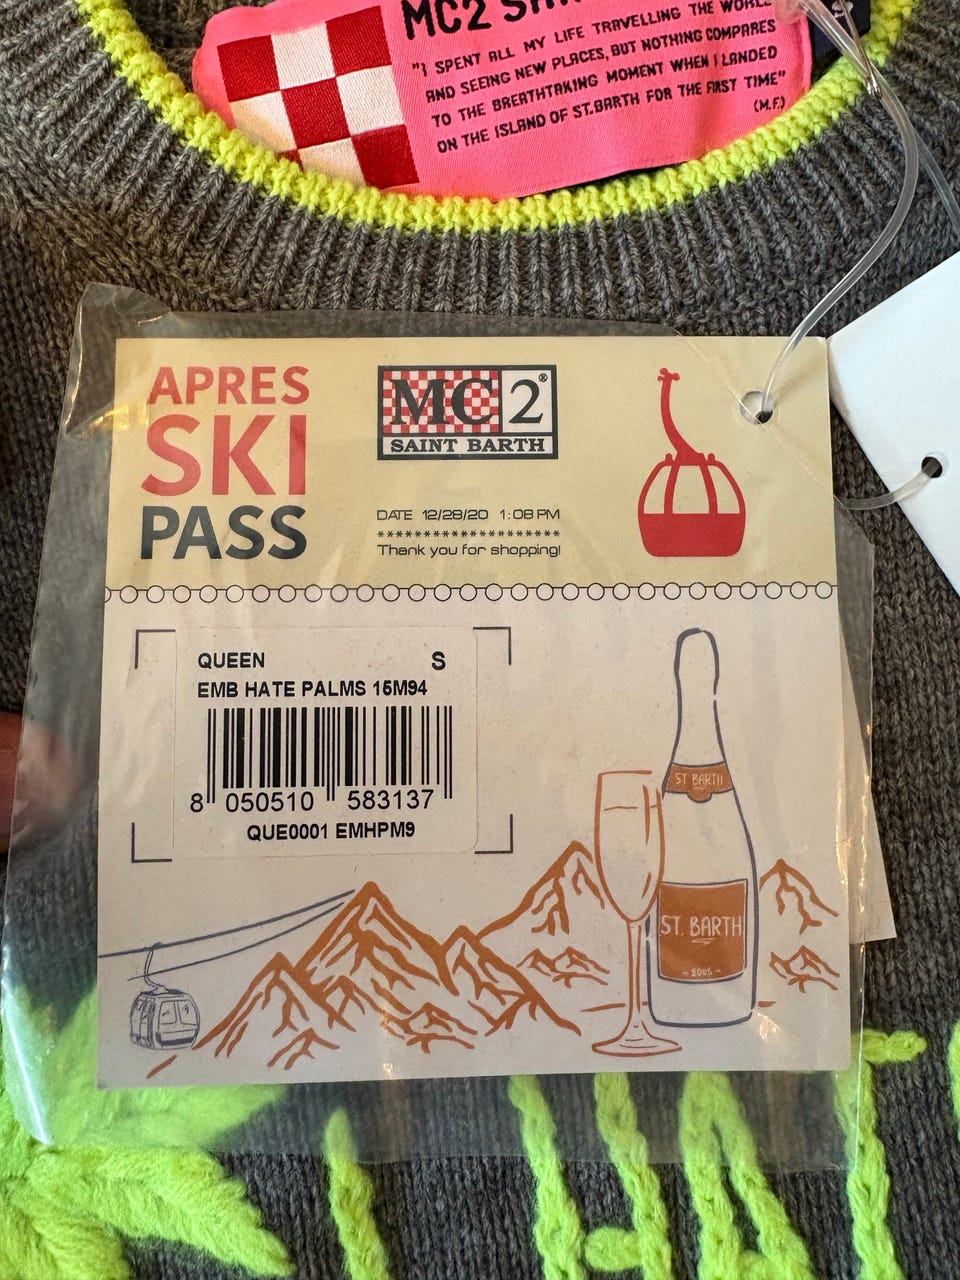 MC2
"I SPENT ALL MY LIFE TRAVELLING THE WORLD
AND SEEING NEW PLACES, BUT NOTHING COMPARES
TO THE BREATHTAKING MOMENT WHEN I LANDED
ON THE ISLAND OF ST.BARTH FOR THE FIRST TIME"
(M.F.)
APRES
SKI
PASS
MC2®
SAINT BARTH
DATE 12/28/20 1:08 PM
********************
Thank you for shopping!
QUEEN S
EMB HATE PALMS 15M94
8 050510 583137
QUE0001 EMHPM9
ST BARTH
ST. BARTH
- 2005 -
HAT